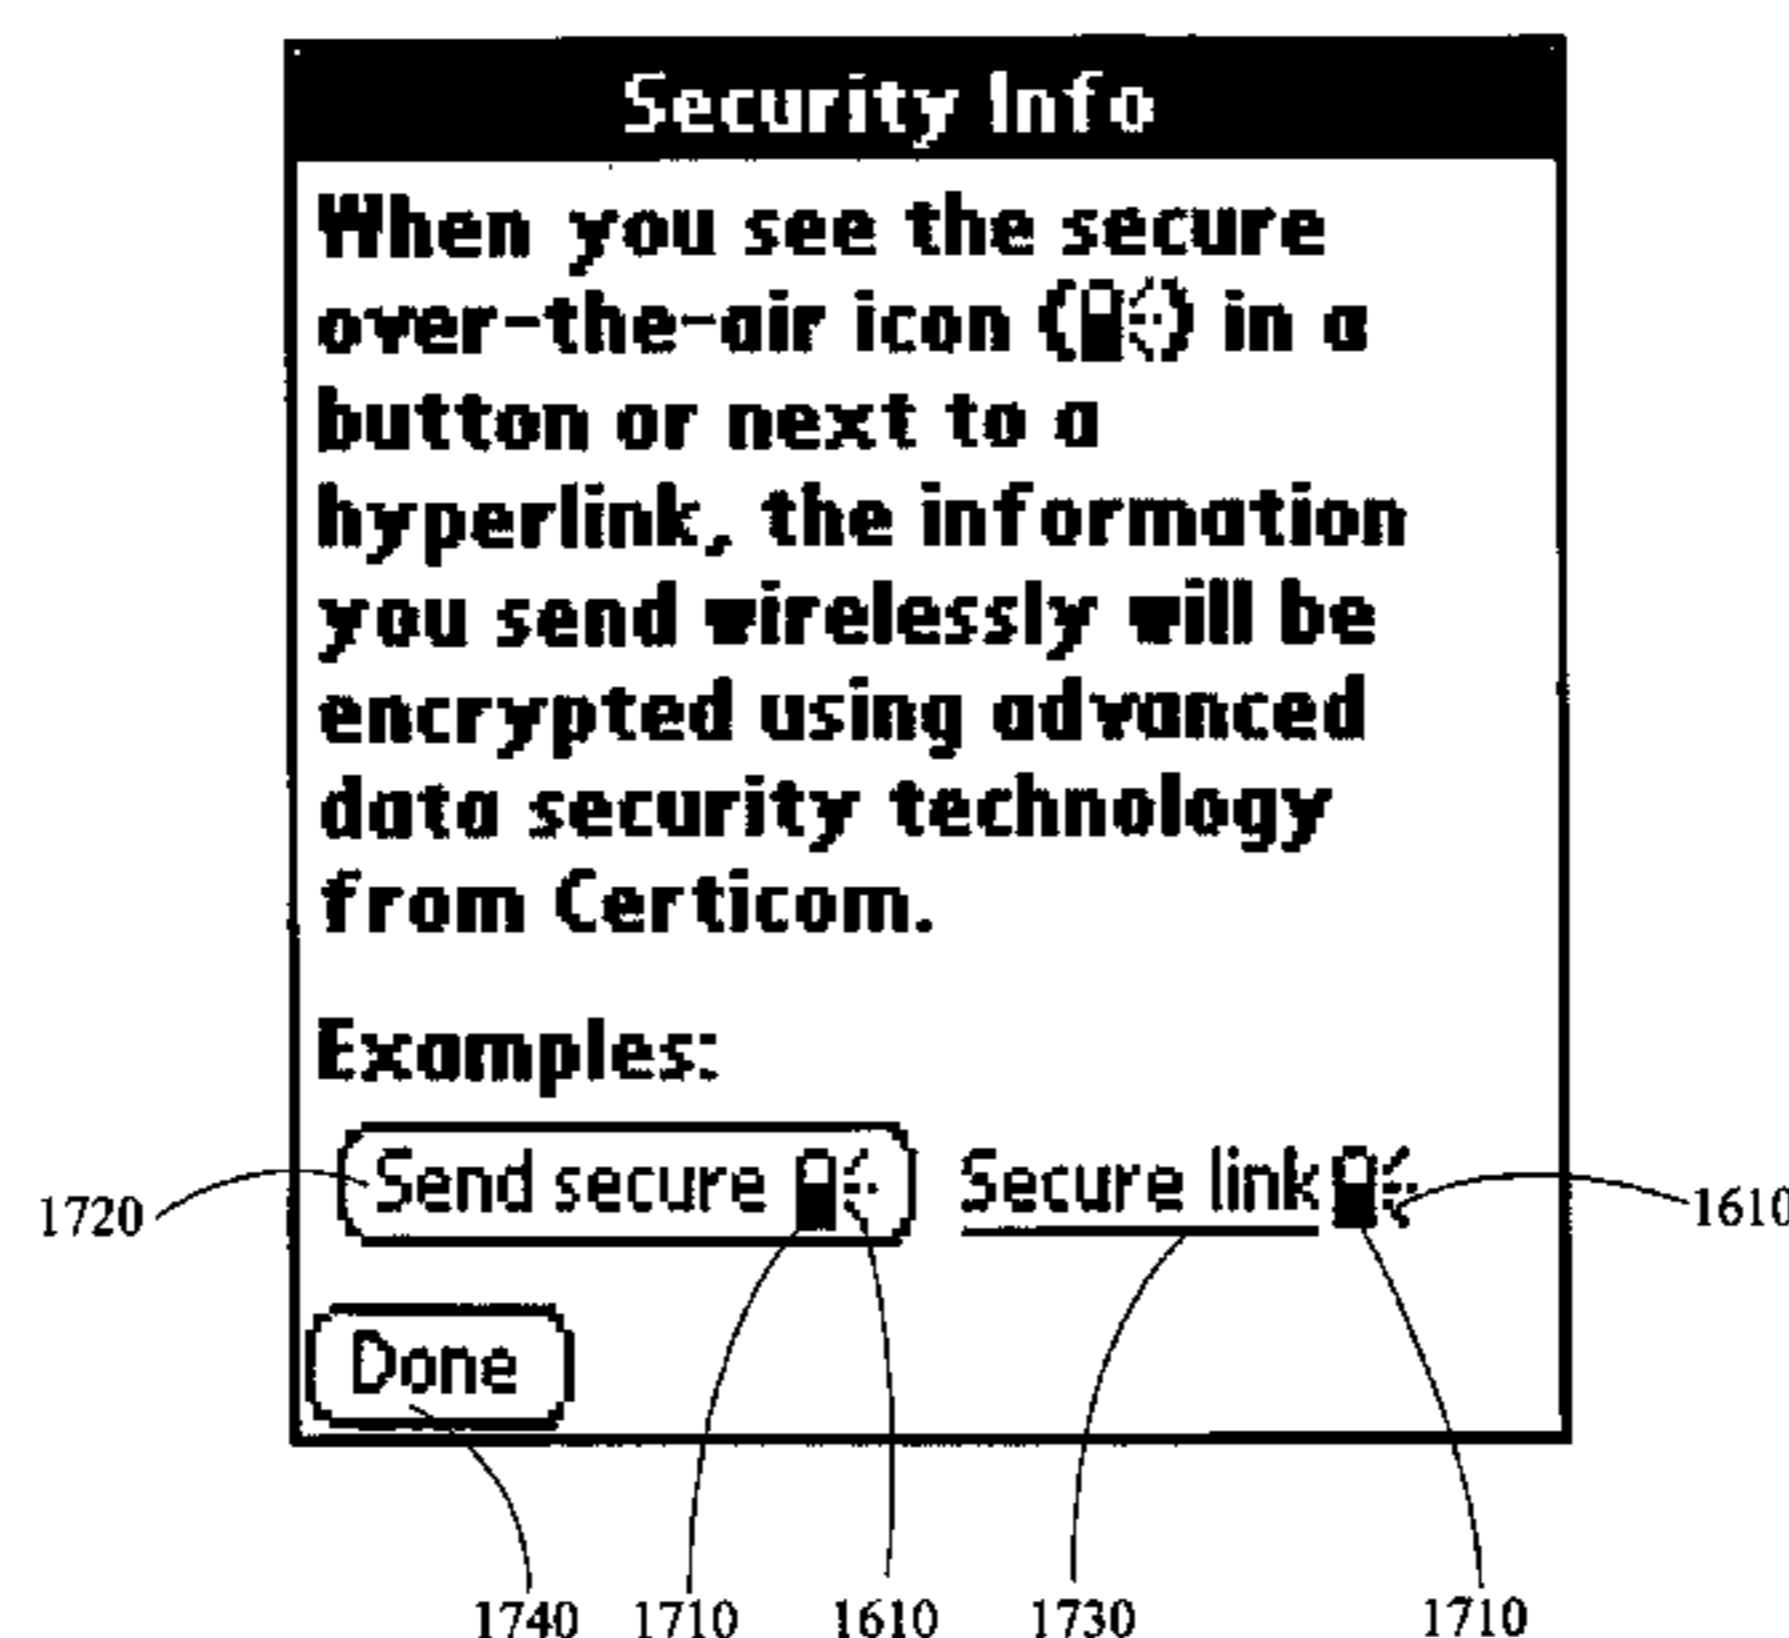 Security Info
When you see the secure
over-the-air icon () in a
button or next to a
hyperlink, the information
you send wirelessly will be
encrypted using advanced
data security technology
from Certicom.
Examples:
Send secure Secure link
1720 1610
Done
1740 1710 1610 1730 1710